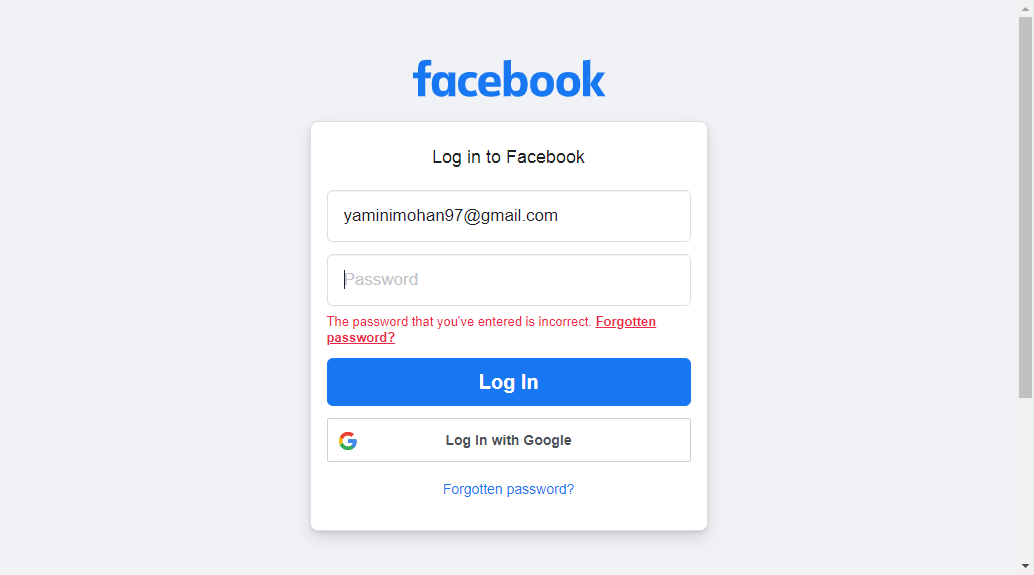 facebook
Log in to Facebook
yaminimohan97@gmail.com
Password
The password that you've entered is incorrect. Forgotten
password?
Log In
Log In with Google
Forgotten password?